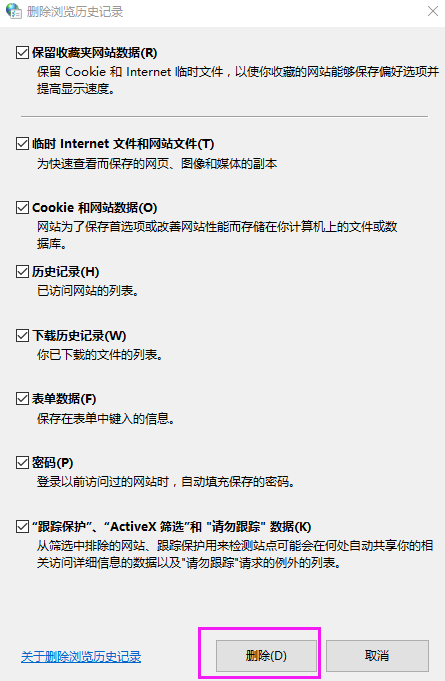 删除浏览历史记录
保留收藏夹网站数据(R)
保留 Cookie 和 Internet 临时文件，以使你收藏的网站能够保存偏好选项并
提高显示速度。
临时 Internet 文件和网站文件(T)
为快速查看而保存的网页、图像和媒体的副本
Cookie 和网站数据(O)
网站为了保存首选项或改善网站性能而存储在你计算机上的文件或数
据库。
历史记录(H)
已访问网站的列表。
下载历史记录(W)
你已下载的文件的列表。
表单数据(F)
保存在表单中键入的信息。
密码(P)
登录以前访问过的网站时，自动填充保存的密码。
“跟踪保护”、“ActiveX 筛选”和 "请勿跟踪" 数据(K)
从筛选中排除的网站、跟踪保护用来检测站点可能会在何处自动共享你的相
关访问详细信息的数据以及"请勿跟踪"请求的例外的列表。
关于删除浏览历史记录
删除(D)
取消